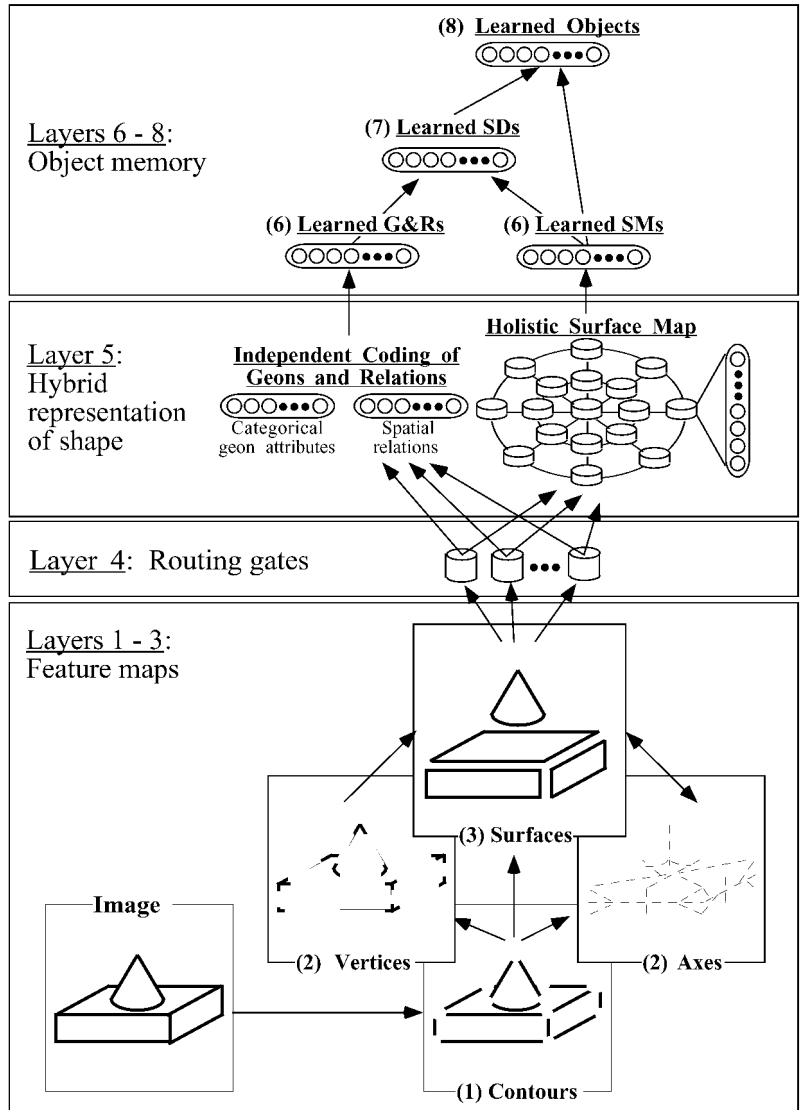 (8) Learned Objects
Layers 6 - 8:
Object memory
(7) Learned SDs
(6) Learned G&Rs
(6) Learned SMs
Layer 5:
Hybrid
representation
of shape
Independent Coding of
Geons and Relations
Categorical
geon attributes
Spatial
relations
Holistic Surface Map
Layer 4: Routing gates
Layers 1 - 3:
Feature maps
(3) Surfaces
Image
(2) Vertices
(2) Axes
(1) Contours